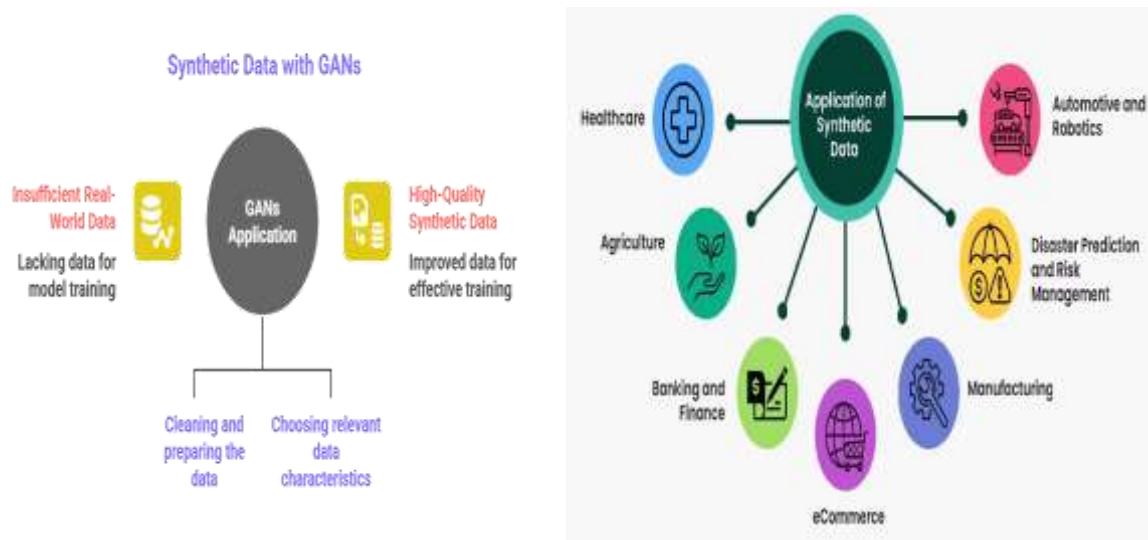 Synthetic Data with GANs
Insufficient Real-
World Data
Lacking data for
model training
GANs
Application
High-Quality
Synthetic Data
Improved data for
effective training
Cleaning and
preparing the
data
Choosing relevant
data
characteristics
Application of
Synthetic
Data
Healthcare
Automotive and
Robotics
Agriculture
Disaster Prediction
and Risk
Management
Banking and
Finance
Manufacturing
eCommerce